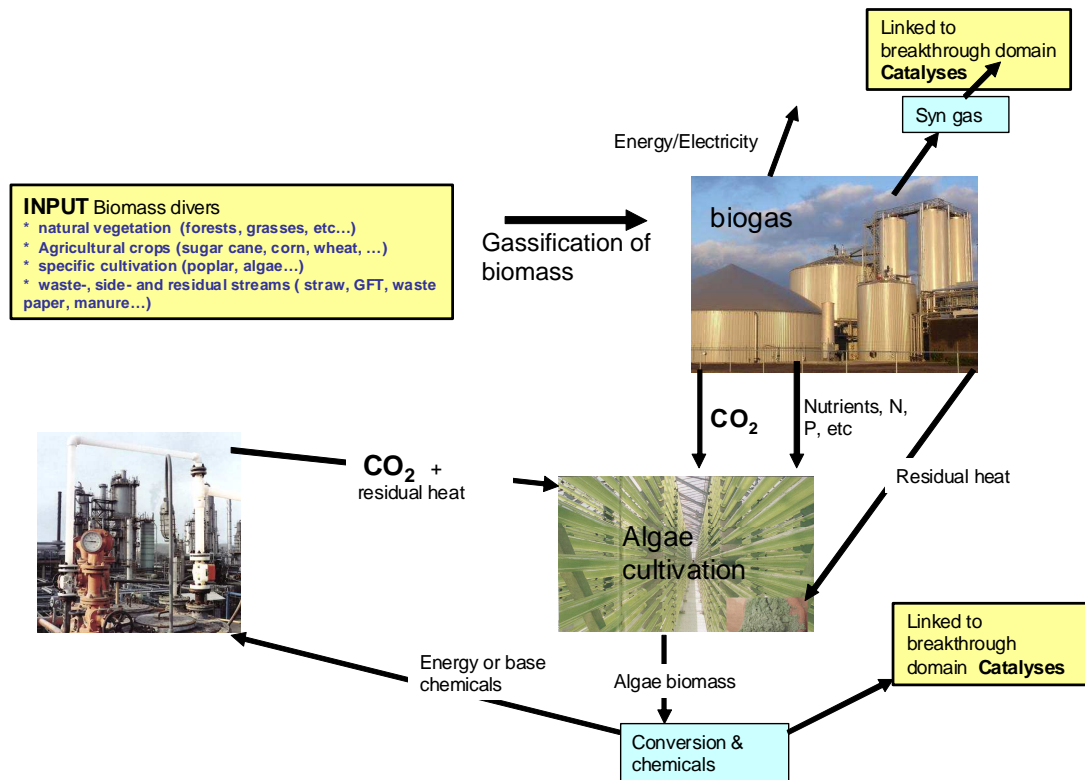 Linked to
breakthrough domain
Catalyses
Syn gas
Energy/Electricity
INPUT Biomass divers
* natural vegetation (forests, grasses, etc…)
* Agricultural crops (sugar cane, corn, wheat, …)
* specific cultivation (poplar, algae…)
* waste-, side- and residual streams ( straw, GFT, waste
paper, manure…)
Gassification of
biomass
biogas
CO2
Nutrients, N,
P, etc
CO2 +
residual heat
Residual heat
Algae
cultivation
Linked to
breakthrough
domain Catalyses
Energy or base
chemicals
Algae biomass
Conversion &
chemicals